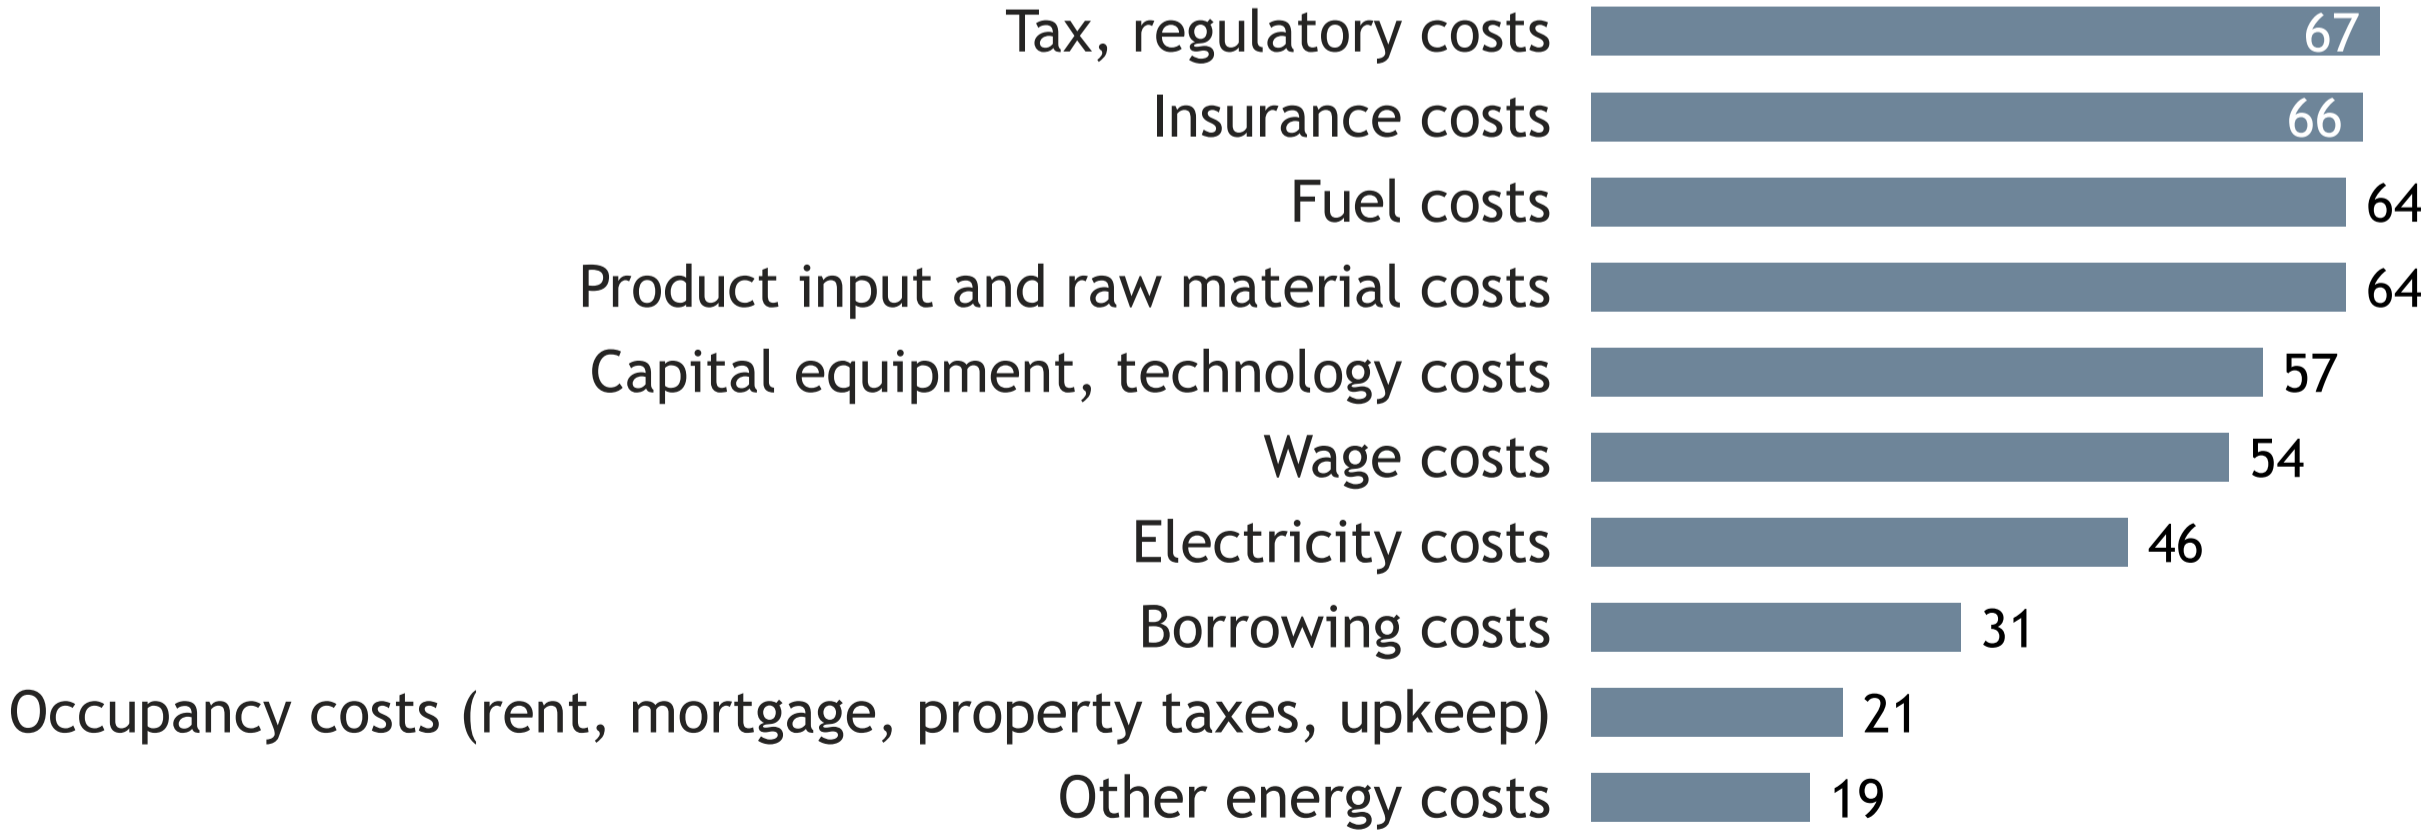 Tax, regulatory costs 67
Insurance costs 66
Fuel costs 64
Product input and raw material costs 64
Capital equipment, technology costs 57
Wage costs 54
Electricity costs 46
Borrowing costs 31
Occupancy costs (rent, mortgage, property taxes, upkeep) 21
Other energy costs 19